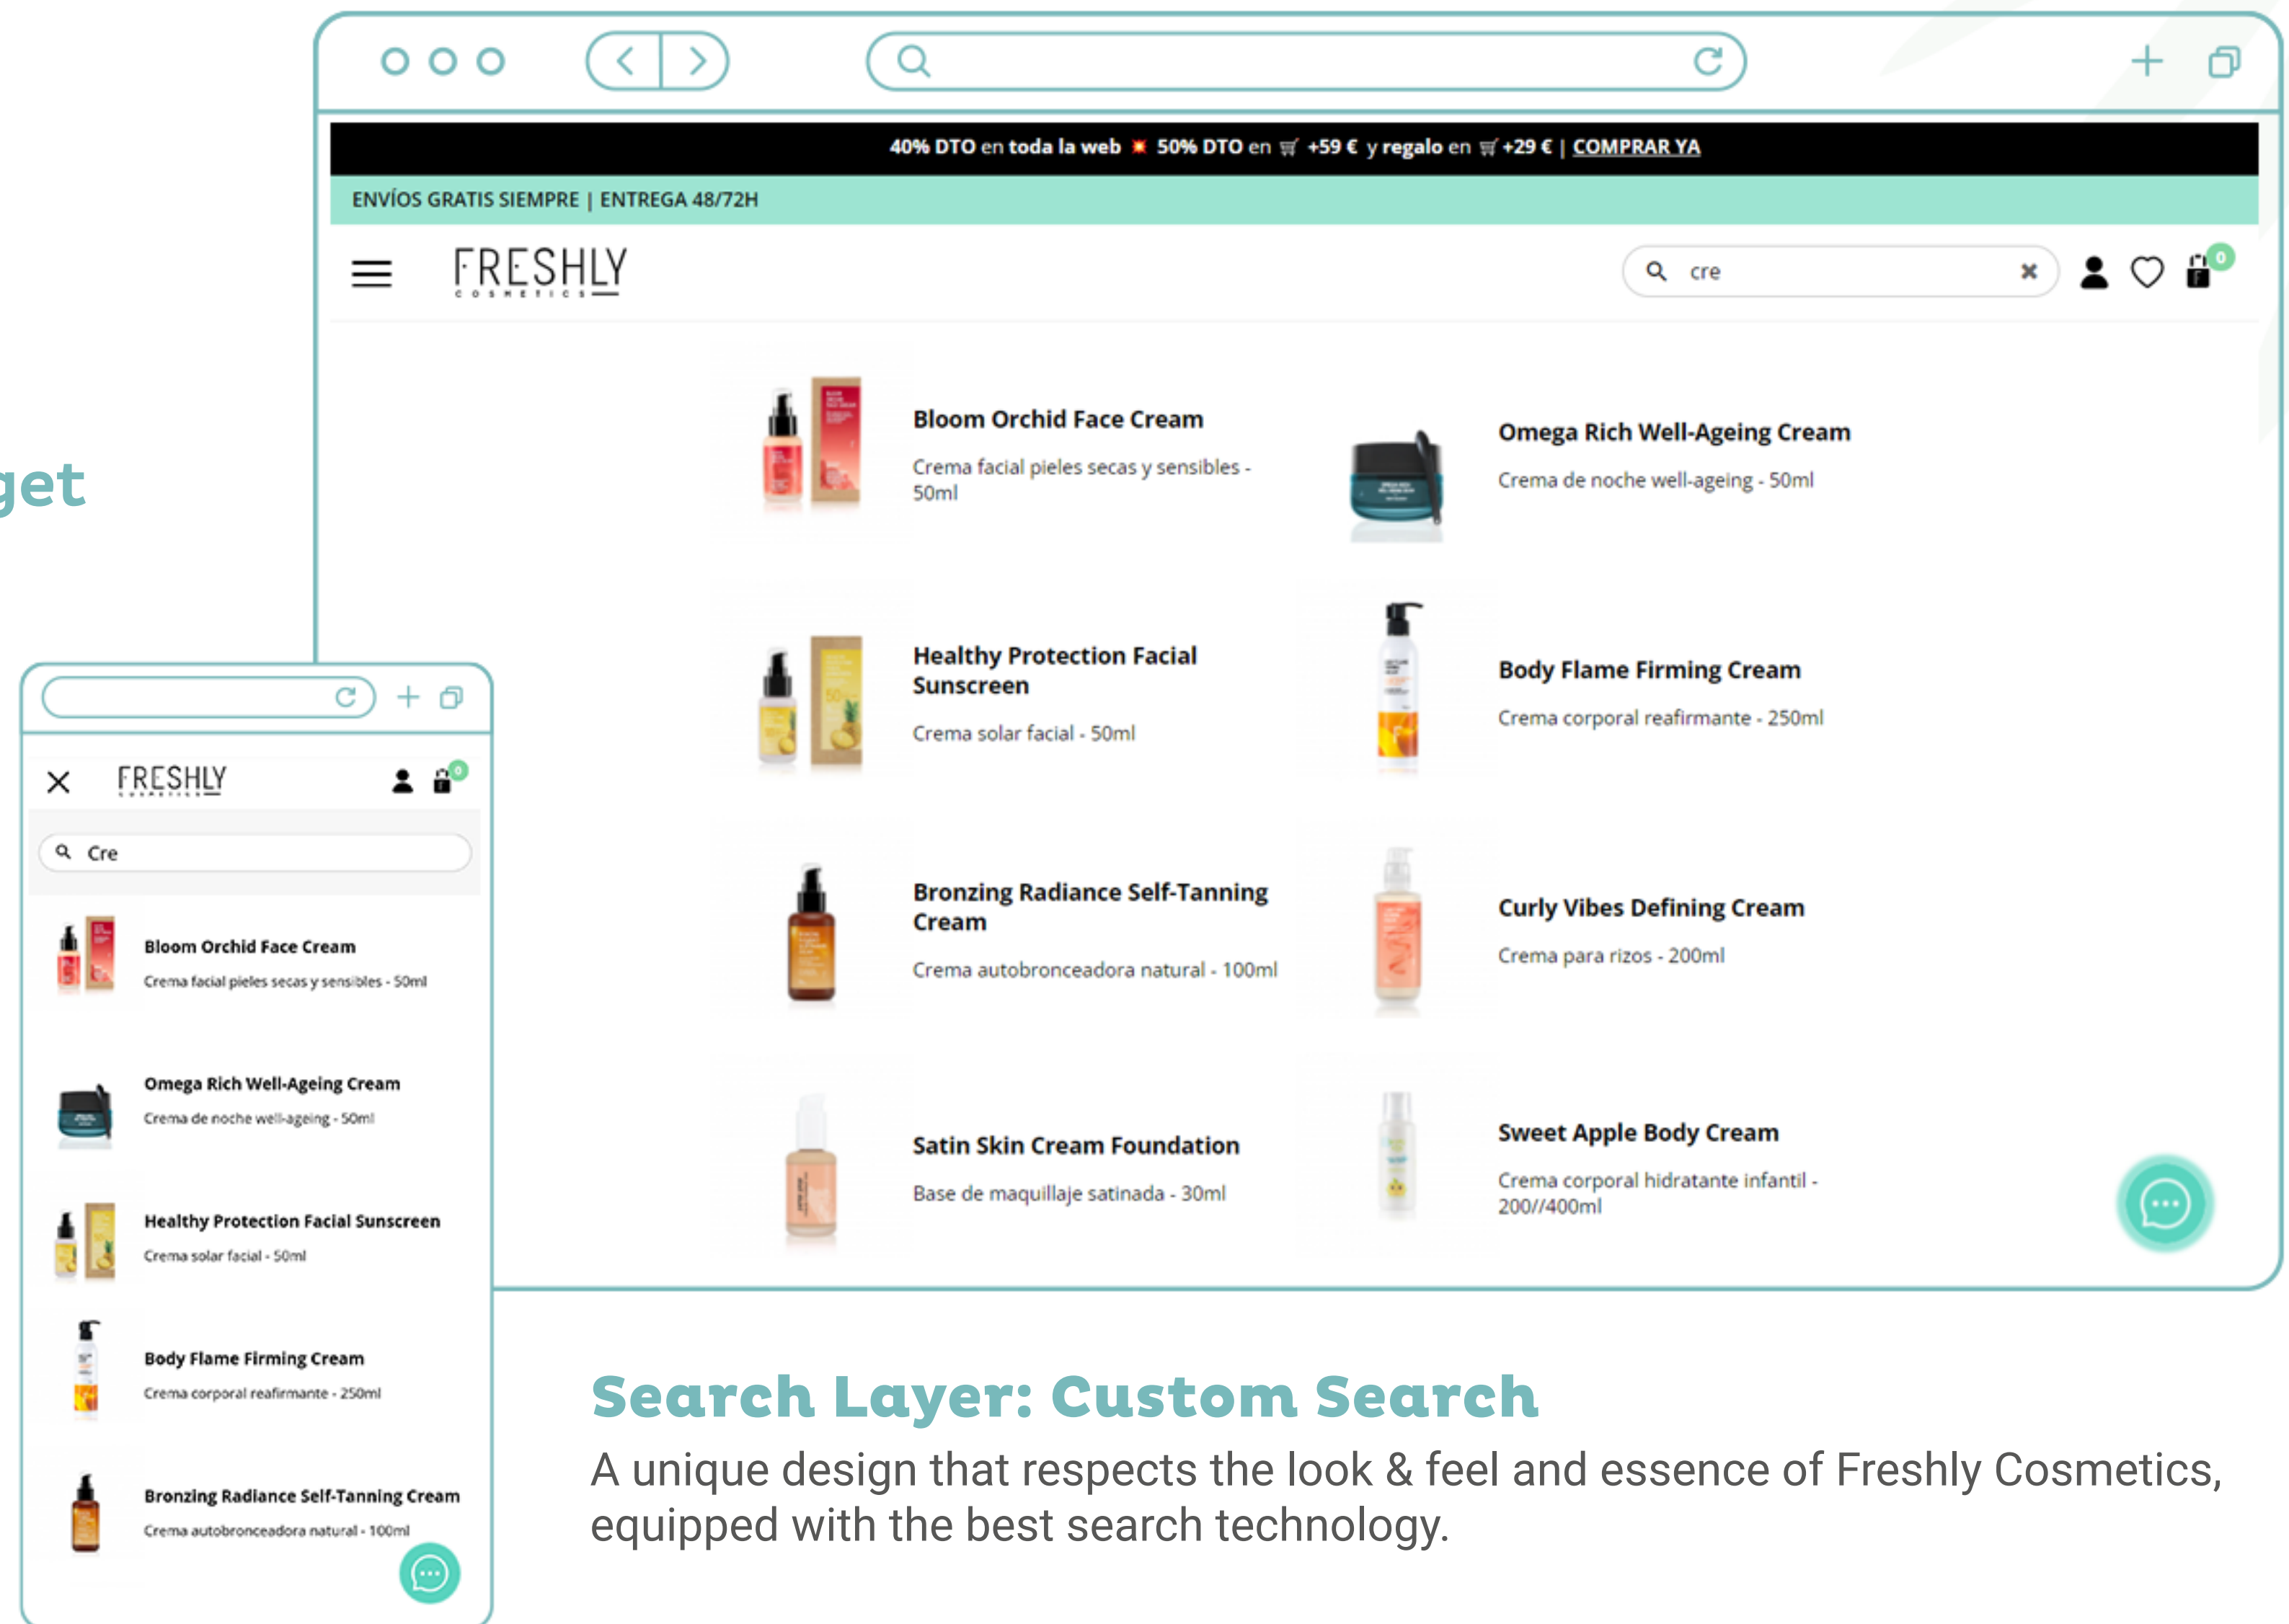 40% DTO en toda la web 50% DTO en +59 € y regalo en +29 € | COMPRAR YA
ENVÍOS GRATIS SIEMPRE | ENTREGA 48/72H
FRESHLY
COSMETICS
cre
0
Bloom Orchid Face Cream
Crema facial pieles secas y sensibles -
50ml
Omega Rich Well-Ageing Cream
Crema de noche well-ageing - 50ml
get
Healthy Protection Facial
Sunscreen
Crema solar facial - 50ml
Body Flame Firming Cream
Crema corporal reafirmante - 250ml
Bronzing Radiance Self-Tanning
Cream
Crema autobronceadora natural - 100ml
Curly Vibes Defining Cream
Crema para rizos - 200ml
Satin Skin Cream Foundation
Base de maquillaje satinada - 30ml
Sweet Apple Body Cream
Crema corporal hidratante infantil -
200//400ml
FRESHLY
COSMETICS
0
Cre
Bloom Orchid Face Cream
Crema facial pieles secas y sensibles - 50ml
Omega Rich Well-Ageing Cream
Crema de noche well-ageing - 50ml
Healthy Protection Facial Sunscreen
Crema solar facial - 50ml
Body Flame Firming Cream
Crema corporal reafirmante - 250ml
Bronzing Radiance Self-Tanning Cream
Crema autobronceadora natural - 100ml
Search Layer: Custom Search
A unique design that respects the look & feel and essence of Freshly Cosmetics,
equipped with the best search technology.